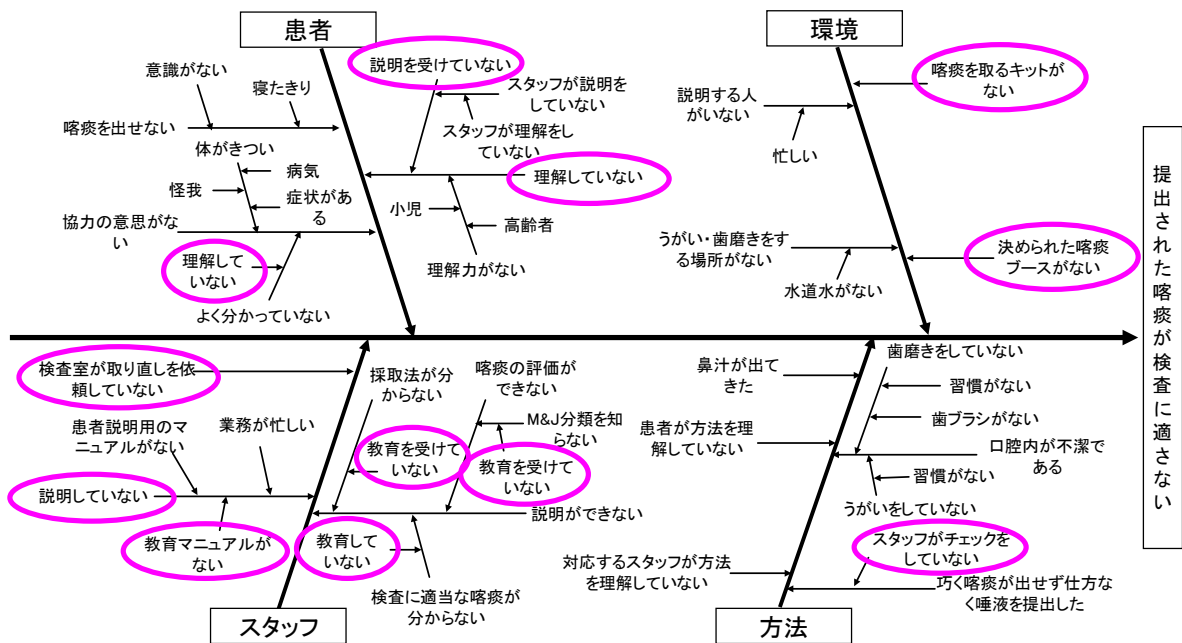 患者
説明を受けていない
意識がない
寝たきり
スタッフが説明を
していない
スタッフが理解をし
ていない
喀痰を出せない
体がきつい
病気
怪我
症状があ
る
理解していない
協力の意思がな
い
小児
高齢者
理解して
いない
理解力がない
よく分かっていない
環境
喀痰を取るキットが
ない
説明する人
がいない
忙しい
うがい・歯磨きをす
る場所がない
決められた喀痰
ブースがない
水道水がない
提出された喀痰が検査に適さない
検査室が取り直しを依
頼していない
採取法が分
からない
喀痰の評価が
できない
患者説明用のマ
ニュアルがない
業務が忙しい
M&J分類を知
らない
教育を受けて
いない
教育を受けて
いない
説明していない
説明ができない
教育マニュアルが
ない
教育して
いない
検査に適当な喀痰が
分からない
スタッフ
歯磨きをしていない
鼻汁が出て
きた
習慣がない
歯ブラシがない
患者が方法を理
解していない
口腔内が不潔で
ある
習慣がない
うがいをしていない
スタッフがチェックを
していない
対応するスタッフが方法
を理解していない
巧く喀痰が出せず仕方な
く唾液を提出した
方法